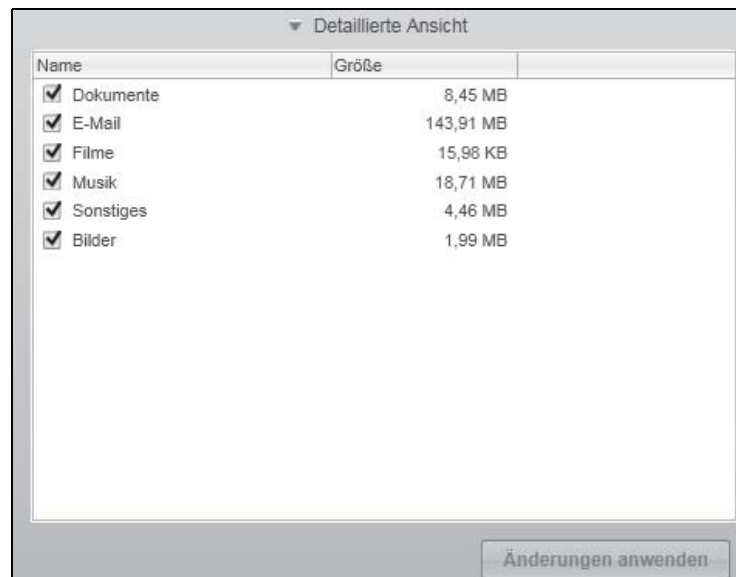 Detaillierte Ansicht
Name Größe
Dokumente 8,45 MB
E-Mail 143,91 MB
Filme 15,98 KB
Musik 18,71 MB
Sonstiges 4,46 MB
Bilder 1,99 MB
Änderungen anwenden